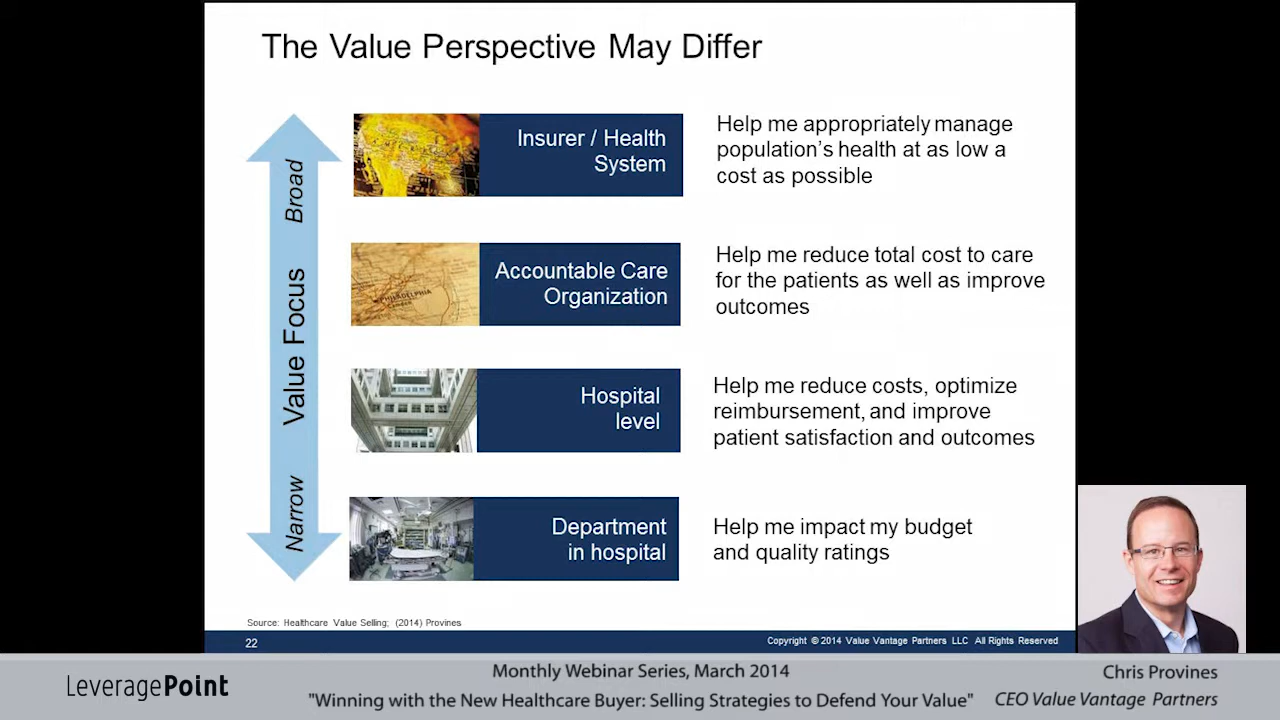 The Value Perspective May Differ
Broad
Value Focus
Narrow
Insurer / Health
System
Help me appropriately manage
population's health at as low a
cost as possible
PHILADELPHIA
Accountable Care
Organization
Help me reduce total cost to care
for the patients as well as improve
outcomes
Hospital
level
Help me reduce costs, optimize
reimbursement, and improve
patient satisfaction and outcomes
Department
in hospital
Help me impact my budget
and quality ratings
Source: Healthcare Value Selling; (2014) Provines
22
Copyright © 2014 Value Vantage Partners LLC All Rights Reserved
LeveragePoint
Monthly Webinar Series, March 2014
"Winning with the New Healthcare Buyer: Selling Strategies to Defend Your Value"
Chris Provines
CEO Value Vantage Partners